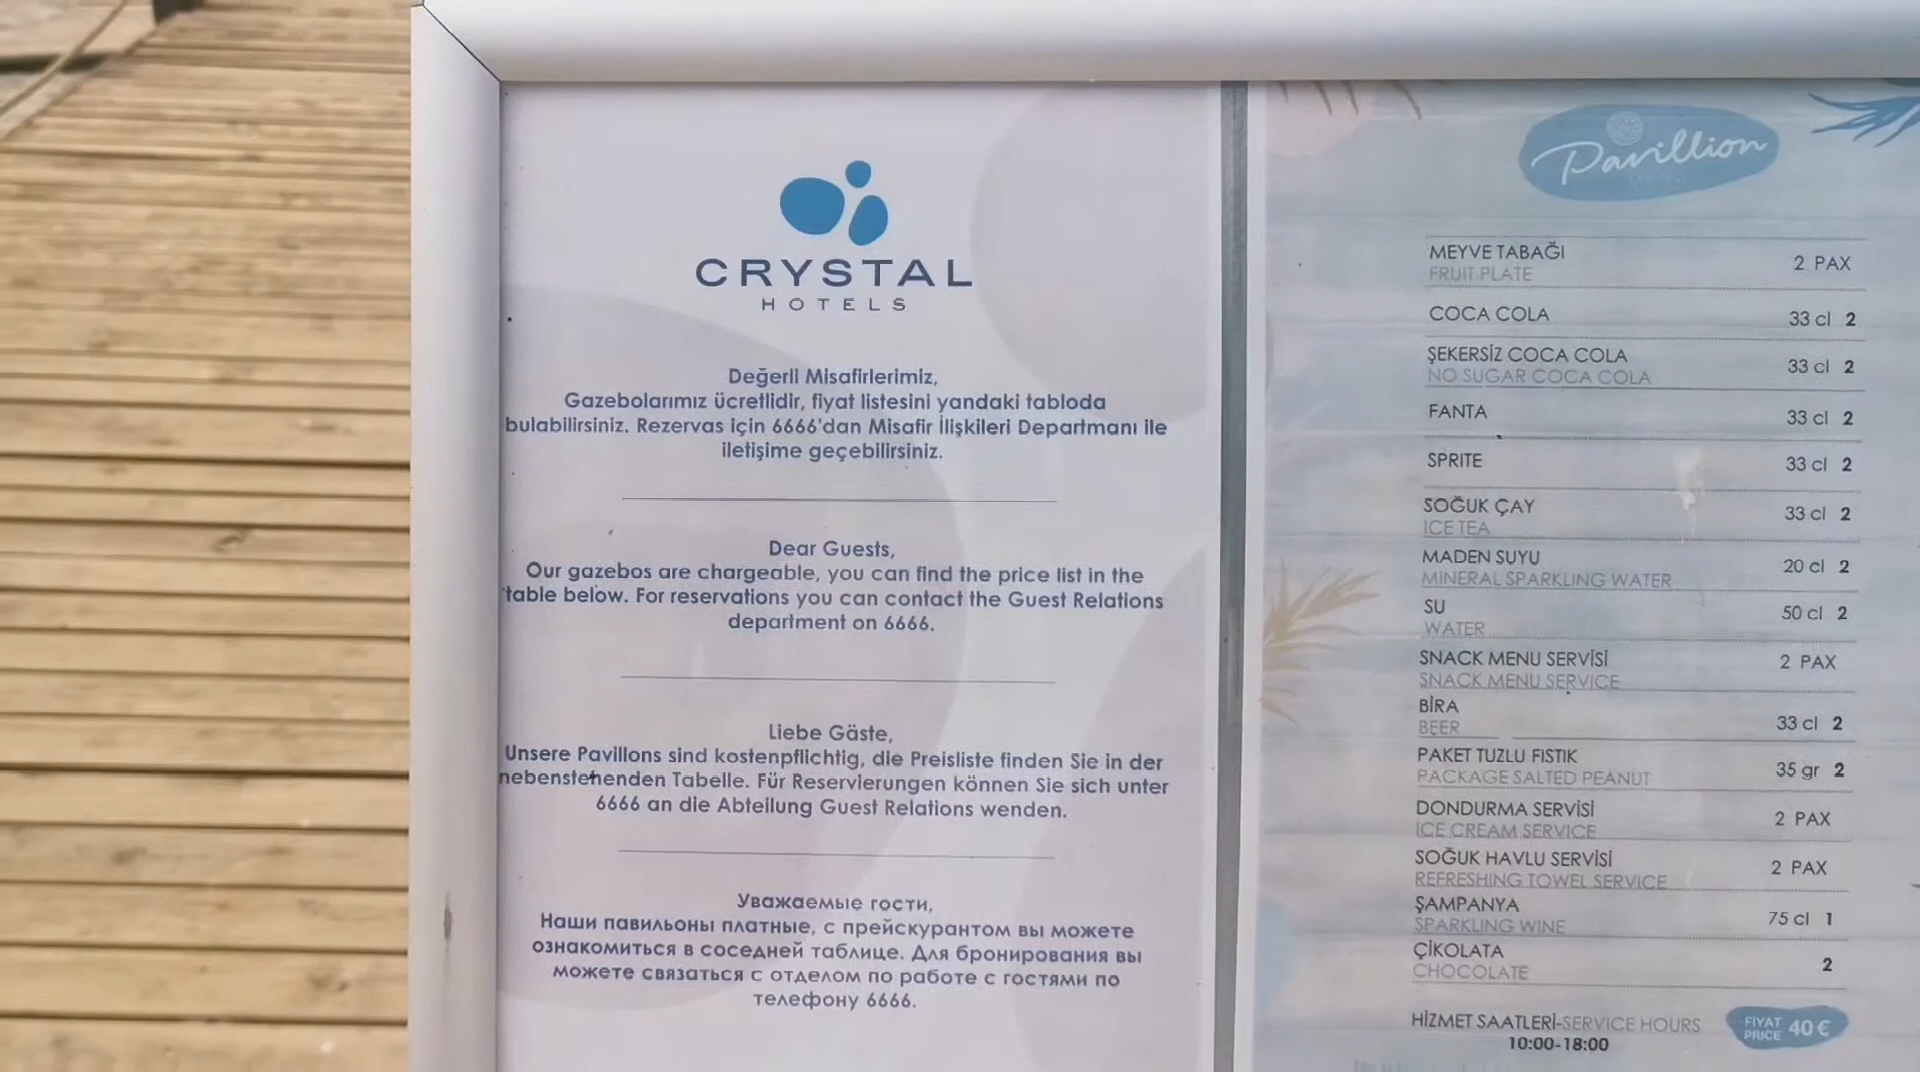 CRYSTAL
HOTELS
Değerli Misafirlerimiz,
Gazebolarımız ücretlidir, fiyat listesini yandaki tabloda
bulabilirsiniz. Rezervas için 6666'dan Misafir İlişkileri Departmanı ile
iletişime geçebilirsiniz.
Dear Guests,
Our gazebos are chargeable, you can find the price list in the
table below. For reservations you can contact the Guest Relations
department on 6666.
Liebe Gäste,
Unsere Pavillons sind kostenpflichtig, die Preisliste finden Sie in der
nebenstehenden Tabelle. Für Reservierungen können Sie sich unter
6666 an die Abteilung Guest Relations wenden.
Уважаемые гости,
Наши павильоны платные, с прейскурантом вы можете
ознакомиться в соседней таблице. Для бронирования вы
можете связаться с отделом по работе с гостями по
телефону 6666.
Pavillion
MEYVE TABAĞI 2 PAX
FRUIT PLATE
COCA COLA 33 cl 2
ŞEKERSİZ COCA COLA 33 cl 2
NO SUGAR COCA COLA
FANTA 33 cl 2
SPRITE 33 cl 2
SOĞUK ÇAY 33 cl 2
ICE TEA
MADEN SUYU 20 cl 2
MINERAL SPARKLING WATER
SU 50 cl 2
WATER
SNACK MENU SERVİSİ 2 PAX
SNACK MENU SERVICE
BİRA 33 cl 2
BEER
PAKET TUZLU FISTIK 35 gr 2
PACKAGE SALTED PEANUT
DONDURMA SERVİSİ 2 PAX
ICE CREAM SERVICE
SOĞUK HAVLU SERVİSİ 2 PAX
REFRESHING TOWEL SERVICE
ŞAMPANYA 75 cl 1
SPARKLING WINE
ÇİKOLATA 2
CHOCOLATE
HİZMET SAATLERİ-SERVICE HOURS
10:00-18:00
FİYAT
PRICE 40 €